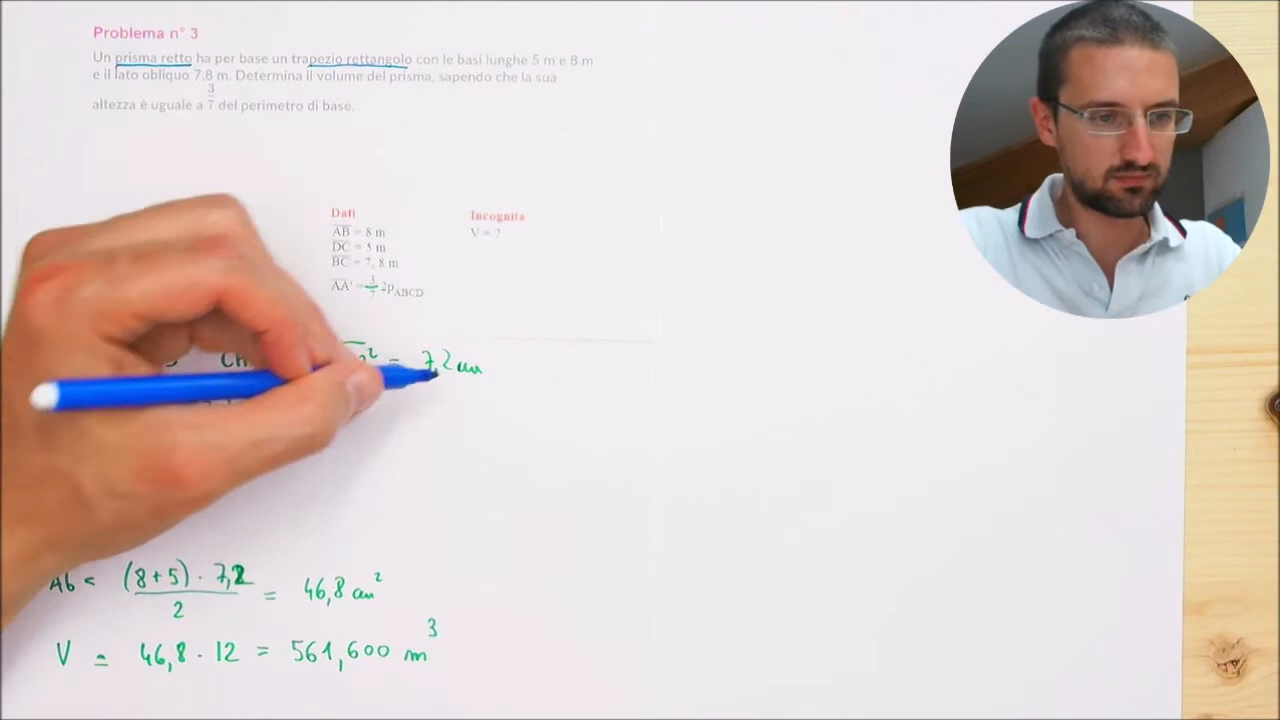 Problema n° 3
Un prisma retto ha per base un trapezio rettangolo con le basi lunghe 5 m e 8 m
e il lato obliquo 7,8 m. Determina il volume del prisma, sapendo che la sua
altezza è uguale a 3/7 del perimetro di base.
Dati
AB = 8 m
DC = 5 m
BC = 7, 8 m
AA' = 3/7 2pABCD
Incognita
V = ?
CH
² = 7,2 cm
Ab = (8+5) · 7,2 / 2 = 46,8 cm²
V = 46,8 · 12 = 561,600 m³